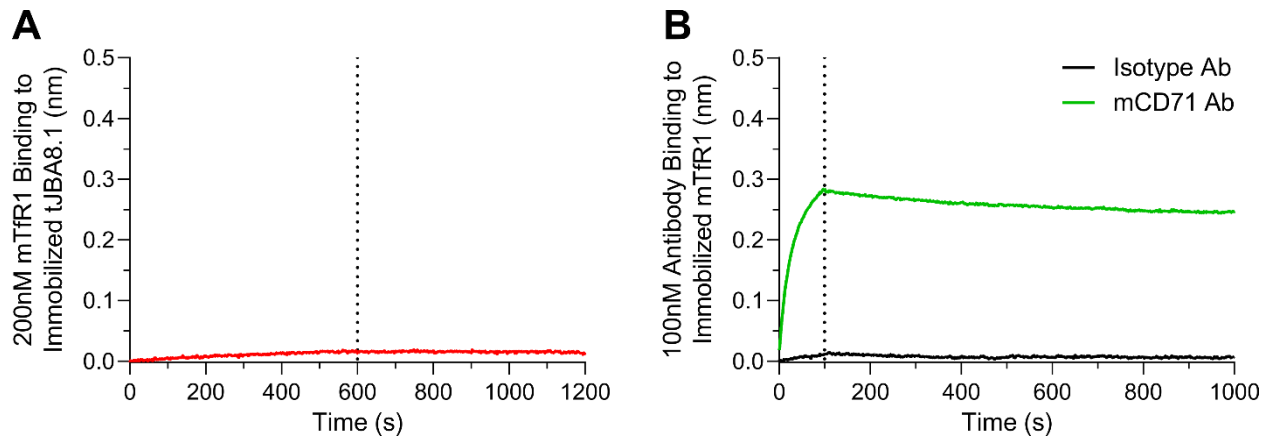 A
200nM mTfR1 Binding to
Immobilized tJBA8.1 (nm)
0.5
0.4
0.3
0.2
0.1
0.0
0 200 400 600 800 1000 1200
Time (s)
B
100nM Antibody Binding to
Immobilized mTfR1 (nm)
0.5
0.4
0.3
0.2
0.1
0.0
0 200 400 600 800 1000
Time (s)
Isotype Ab
mCD71 Ab